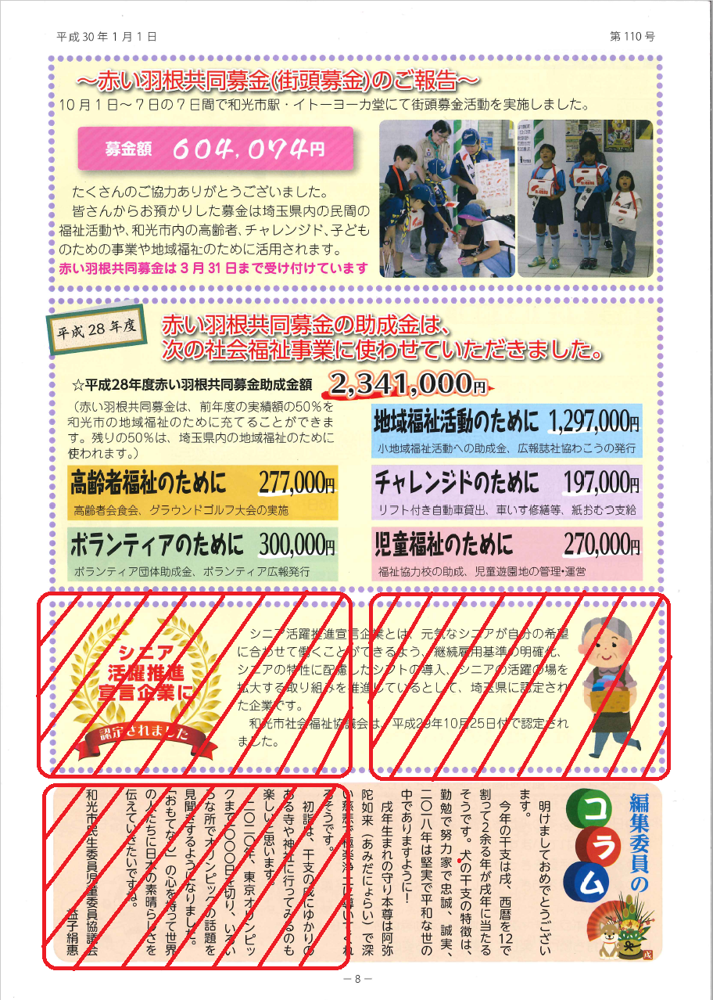 平成30年1月1日
第110号
～赤い羽根共同募金(街頭募金)のご報告～
10月1日～7日の7日間で和光市駅・イトーヨーカ堂にて街頭募金活動を実施しました。
募金額 604,094円
たくさんのご協力ありがとうございました。
皆さんからお預かりした募金は埼玉県内の民間の
福祉活動や、和光市内の高齢者、チャレンジド、子ども
のための事業や地域福祉のために活用されます。
赤い羽根共同募金は3月31日まで受け付けています
平成28年度
赤い羽根共同募金の助成金は、
次の社会福祉事業に使わせていただきました。
☆平成28年度赤い羽根共同募金助成金額 2,341,000円
（赤い羽根共同募金は、前年度の実績額の50％を
和光市の地域福祉のために充てることができま
す。残りの50％は、埼玉県内の地域福祉のために
使われます。）
地域福祉活動のために 1,297,000円
小地域福祉活動への助成金、広報誌社協わこうの発行
高齢者福祉のために 277,000円
高齢者会食会、グラウンドゴルフ大会の実施
チャレンジドのために 197,000円
リフト付き自動車貸出、車いす修繕等、紙おむつ支給
ボランティアのために 300,000円
ボランティア団体助成金、ボランティア広報発行
児童福祉のために 270,000円
福祉協力校の助成、児童遊園地の管理・運営
シニア
活躍推進
宣言企業に
認定されました
シニア活躍推進宣言企業とは、元気なシニアが自分の希望
に合わせて働くことができるよう、継続雇用基準の明確化、
シニアの特性に配慮したシフトの導入、シニアの活躍の場を
拡大する取り組みを推進しているとして、埼玉県に認定され
た企業です。
和光市社会福祉協議会は、平成29年10月25日付で認定され
ました。
編集委員の
コラム
明けましておめでとうござい
ます。
今年の干支は戌、西暦を12で
割って2余る年が戌年に当たる
そうです。犬の干支の特徴は、
勤勉で努力家で忠誠、誠実、
二〇一八年は堅実で平和な世の
中でありますように！
戌年生まれの守り本尊は阿弥
陀如来（あみだにょらい）で深
い慈悲で極楽浄土に導いてくれ
るそうです。
初詣は、干支の戌にゆかりの
ある寺や神社に行ってみるのも
楽しいと思います。
二〇二〇年、東京オリンピッ
クまで一〇〇〇日を切り、いろい
ろな所でオリンピックの話題を
見聞きするようになりました。
「おもてなし」の心を持って世界
の人たちに日本の素晴らしさを
伝えていきたいですね。
和光市民生委員児童委員協議会
益子絹恵
戌
－8－